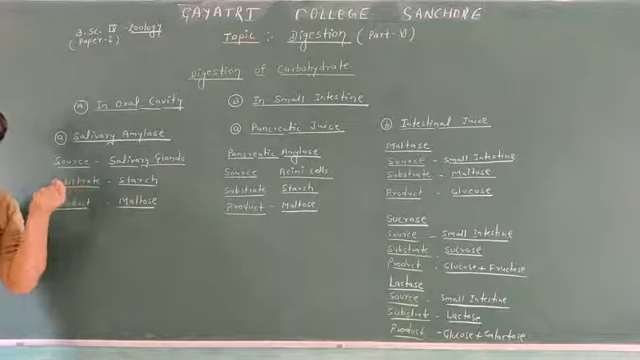 GAYATRI COLLEGE SANCHORE
B.Sc. III - Zoology
(Paper-I)
Topic :- Digestion (Part-V)
Digestion of Carbohydrate
In Oral Cavity
ⓐ Salivary Amylase
Source - Salivary Glands
- Starch
- Maltose
In Small Intestine
ⓐ Pancreatic Juice
Pancreatic Amylase
Source Acini cells
Substrate Starch
Product - Maltose
ⓑ Intestinal Juice
Maltase
Source - Small Intestine
Substrate - Maltose
Product - Glucose
Sucrase
Source - Small Intestine
Substrate - Sucrose
Product - Glucose + Fructose
Lactase
Source - Small Intestine
Substrate - Lactose
Product - Glucose + Galactose